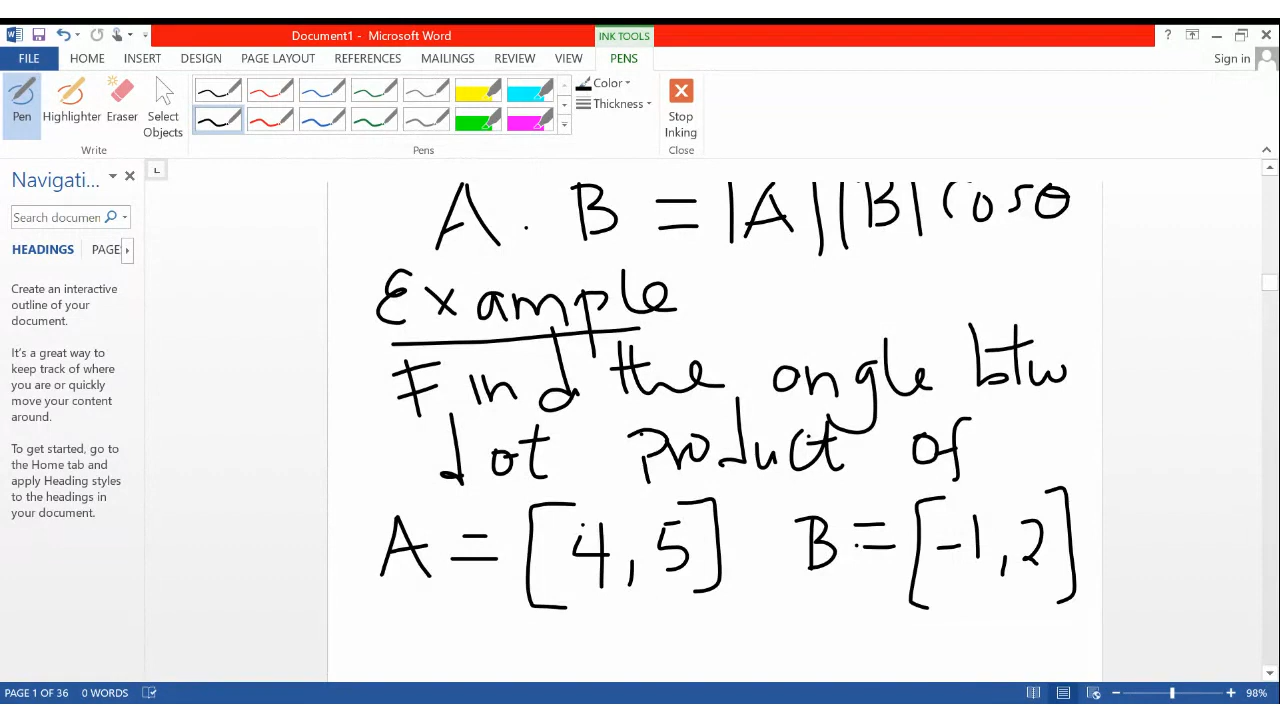 Document1 - Microsoft Word
INK TOOLS
?
FILE HOME INSERT DESIGN PAGE LAYOUT REFERENCES MAILINGS REVIEW VIEW PENS
Sign in
Pen Highlighter Eraser Select Objects
Color
Thickness
Stop Inking
Write Pens Close
Navigati...
Search documen
HEADINGS PAGE
Create an interactive
outline of your
document.
It's a great way to
keep track of where
you are or quickly
move your content
around.
To get started, go to
the Home tab and
apply Heading styles
to the headings in
your document.
A . B = |A||B| Cosθ
Example
Find the angle btw
dot product of
A = [4, 5] B = [-1, 2]
PAGE 1 OF 36 0 WORDS
98%